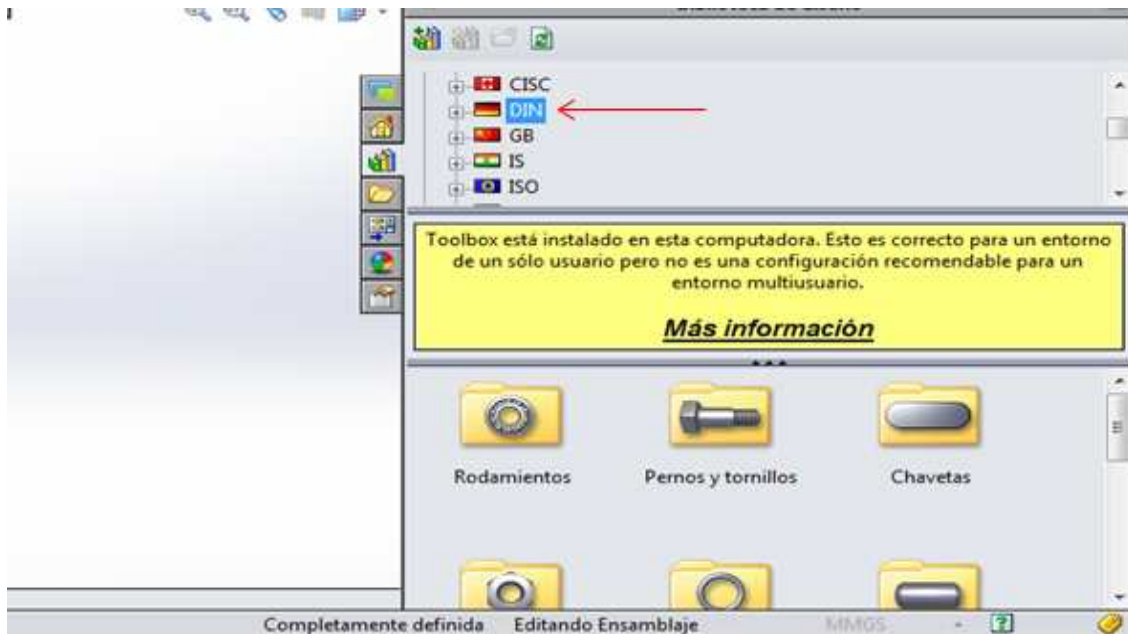 CISC
DIN
GB
IS
ISO
Toolbox está instalado en esta computadora. Esto es correcto para un entorno
de un sólo usuario pero no es una configuración recomendable para un
entorno multiusuario.
Más información
Rodamientos Pernos y tornillos Chavetas
Completamente definida Editando Ensamblaje MMGS